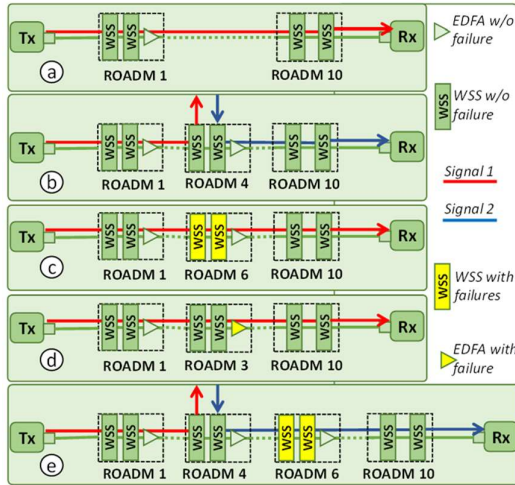 Tx WSS WSS WSS WSS Rx
ROADM 1 ROADM 10
a
Tx WSS WSS WSS WSS WSS WSS Rx
ROADM 1 ROADM 4 ROADM 10
b
Tx WSS WSS WSS WSS WSS WSS Rx
ROADM 1 ROADM 6 ROADM 10
c
Tx WSS WSS WSS WSS WSS WSS Rx
ROADM 1 ROADM 3 ROADM 10
d
Tx WSS WSS WSS WSS WSS WSS WSS WSS Rx
ROADM 1 ROADM 4 ROADM 6 ROADM 10
e
EDFA w/o
failure
WSS
WSS w/o
failure
Signal 1
Signal 2
WSS
WSS with
failures
EDFA with
failure